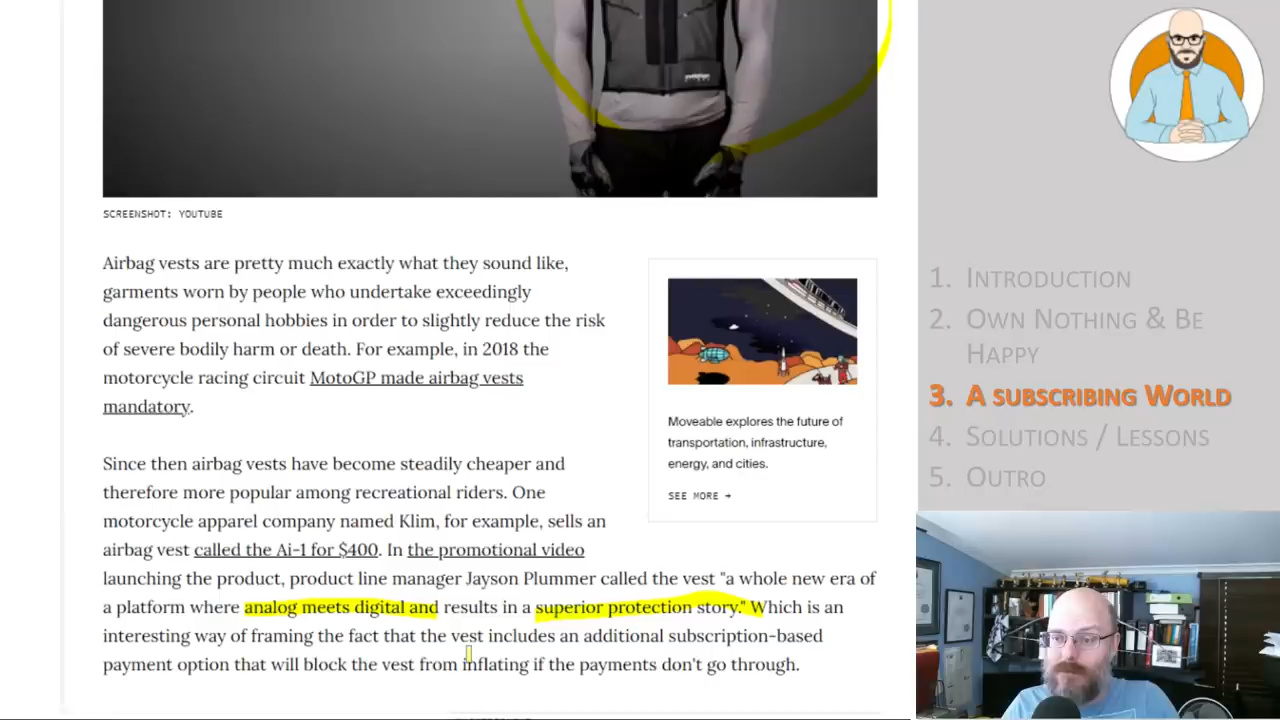 SCREENSHOT: YOUTUBE
Airbag vests are pretty much exactly what they sound like,
garments worn by people who undertake exceedingly
dangerous personal hobbies in order to slightly reduce the risk
of severe bodily harm or death. For example, in 2018 the
motorcycle racing circuit MotoGP made airbag vests
mandatory.
Since then airbag vests have become steadily cheaper and
therefore more popular among recreational riders. One
motorcycle apparel company named Klim, for example, sells an
airbag vest called the Ai-1 for $400. In the promotional video
launching the product, product line manager Jayson Plummer called the vest "a whole new era of
a platform where analog meets digital and results in a superior protection story." Which is an
interesting way of framing the fact that the vest includes an additional subscription-based
payment option that will block the vest from inflating if the payments don't go through.
Moveable explores the future of
transportation, infrastructure,
energy, and cities.
SEE MORE →
1. INTRODUCTION
2. OWN NOTHING & BE
HAPPY
3. A SUBSCRIBING WORLD
4. SOLUTIONS / LESSONS
5. OUTRO